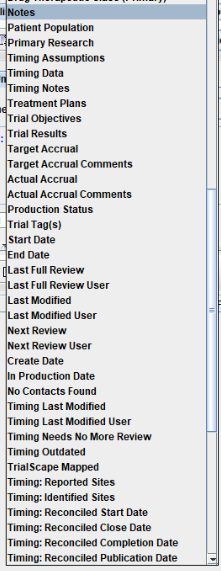 Notes
Patient Population
Primary Research
Timing Assumptions
Timing Data
Timing Notes
Treatment Plans
Trial Objectives
Trial Results
Target Accrual
Target Accrual Comments
Actual Accrual
Actual Accrual Comments
Production Status
Trial Tag(s)
Start Date
End Date
Last Full Review
Last Full Review User
Last Modified
Last Modified User
Next Review
Next Review User
Create Date
In Production Date
No Contacts Found
Timing Last Modified
Timing Last Modified User
Timing Needs No More Review
Timing Outdated
TrialScape Mapped
Timing: Reported Sites
Timing: Identified Sites
Timing: Reconciled Start Date
Timing: Reconciled Close Date
Timing: Reconciled Completion Date
Timing: Reconciled Publication Date